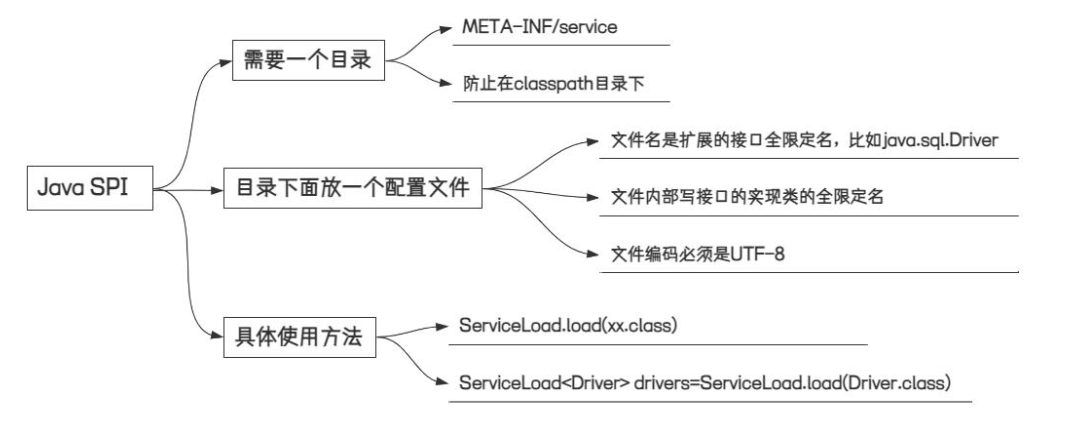 META-INF/service
需要一个目录
防止在classpath目录下
文件名是扩展的接口全限定名，比如java.sql.Driver
Java SPI
目录下面放一个配置文件
文件内部写接口的实现类的全限定名
文件编码必须是UTF-8
具体使用方法
ServiceLoad.load(xx.class)
ServiceLoad<Driver> drivers=ServiceLoad.load(Driver.class)